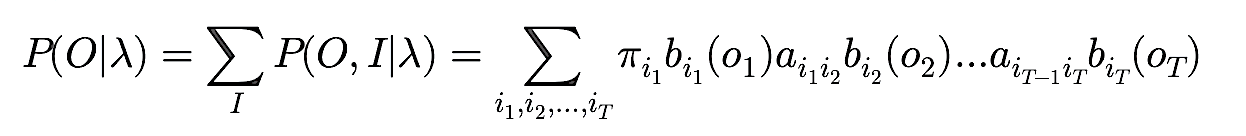 P(O|λ) = ∑_I P(O, I|λ) = ∑_{i_1,i_2,...,i_T} π_{i_1} b_{i_1}(o_1)a_{i_1 i_2} b_{i_2}(o_2)...a_{i_{T−1} i_T} b_{i_T}(o_T)